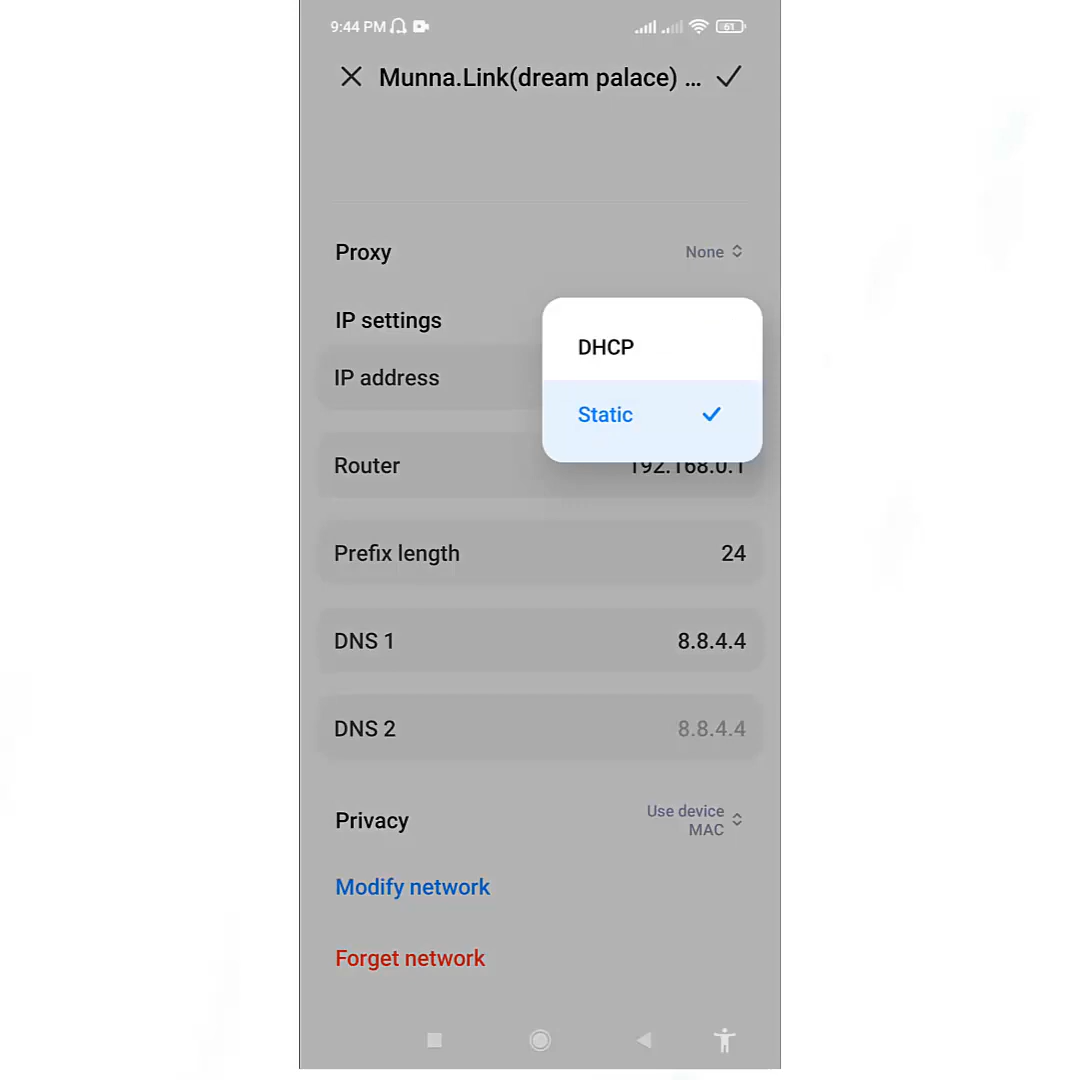 9:44 PM
61
Munna.Link(dream palace) ...
Proxy
None
IP settings
DHCP
IP address
Static
Router
192.168.0.1
Prefix length
24
DNS 1
8.8.4.4
DNS 2
8.8.4.4
Privacy
Use device
MAC
Modify network
Forget network